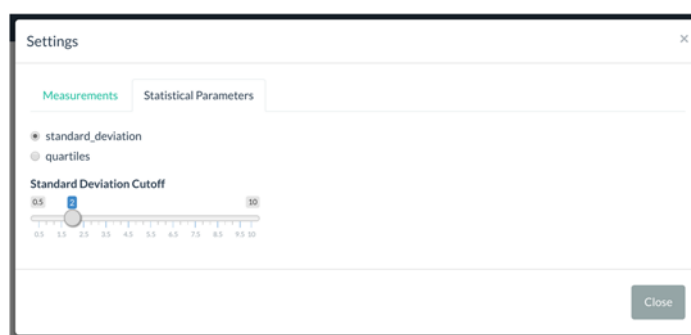 Settings ×
Measurements Statistical Parameters
standard_deviation
quartiles
Standard Deviation Cutoff
0.5 2 10
0.5 1.5 2.5 3.5 4.5 5.5 6.5 7.5 8.5 9.5 10
Close